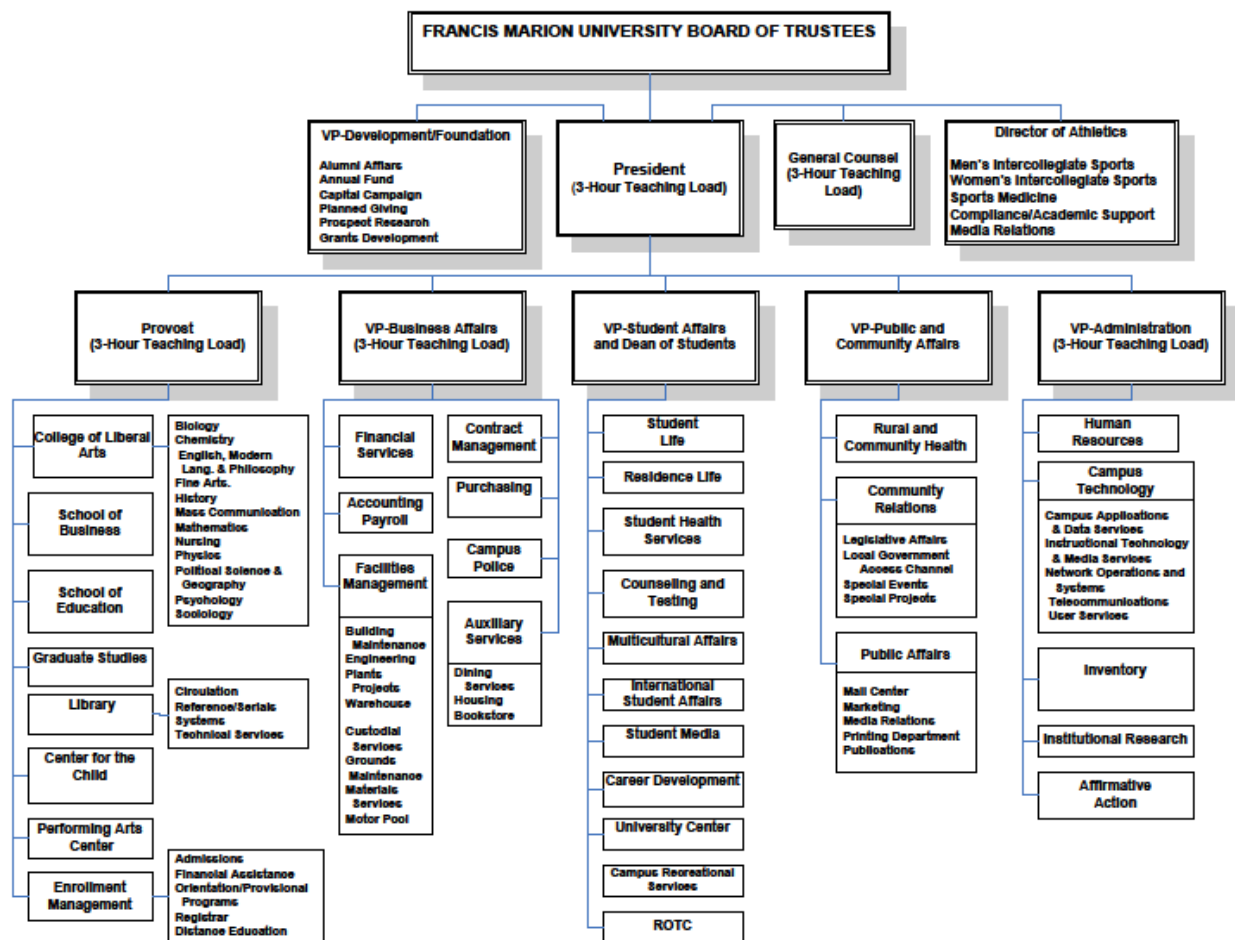 FRANCIS MARION UNIVERSITY BOARD OF TRUSTEES
VP-Development/Foundation
Alumni Affiars
Annual Fund
Capital Campaign
Planned Giving
Prospect Research
Grants Development
President
(3-Hour Teaching Load)
General Counsel
(3-Hour Teaching
Load)
Director of Athletics
Men's Intercollegiate Sports
Women's Intercollegiate Sports
Sports Medicine
Compliance/Academic Support
Media Relations
Provost
(3-Hour Teaching Load)
VP-Business Affairs
(3-Hour Teaching Load)
VP-Student Affairs
and Dean of Students
VP-Public and
Community Affairs
VP-Administration
(3-Hour Teaching Load)
College of Liberal
Arts
Biology
Chemistry
English, Modern
Lang. & Philosophy
Fine Arts.
History
Mass Communication
Mathematics
Nursing
Physics
Political Science &
Geography
Psychology
Sociology
School of
Business
School of
Education
Graduate Studies
Library
Circulation
Reference/Serials
Systems
Technical Services
Center for the
Child
Performing Arts
Center
Enrollment
Management
Admissions
Financial Assistance
Orientation/Provisional
Programs
Registrar
Distance Education
Financial
Services
Accounting
Payroll
Facilities
Management
Building
Maintenance
Engineering
Plants
Projects
Warehouse
Custodial
Services
Grounds
Maintenance
Materials
Services
Motor Pool
Contract
Management
Purchasing
Campus
Police
Auxiliary
Services
Dining
Services
Housing
Bookstore
Student
Life
Residence Life
Student Health
Services
Counseling and
Testing
Multicultural Affairs
International
Student Affairs
Student Media
Career Development
University Center
Campus Recreational
Services
ROTC
Rural and
Community Health
Community
Relations
Legislative Affairs
Local Government
Access Channel
Special Events
Special Projects
Public Affairs
Mail Center
Marketing
Media Relations
Printing Department
Publications
Human
Resources
Campus
Technology
Campus Applications
& Data Services
Instructional Technology
& Media Services
Network Operations and
Systems
Telecommunications
User Services
Inventory
Institutional Research
Affirmative
Action